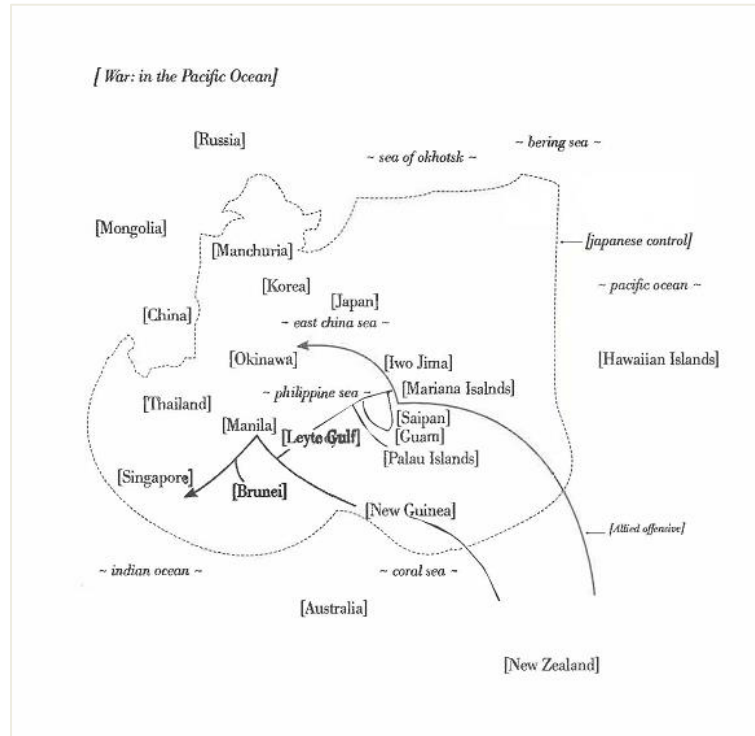 [ War: in the Pacific Ocean]
[Russia]
~ bering sea ~
~ sea of okhotsk ~
[Mongolia]
[Manchuria]
[japanese control]
[Korea]
~ pacific ocean ~
[Japan]
[China]
~ east china sea ~
[Okinawa]
[Iwo Jima]
[Hawaiian Islands]
~ philippine sea ~
[Mariana Isalnds]
[Thailand]
[Saipan]
[Manila]
[Leyte Gulf]
[Guam]
[Palau Islands]
[Singapore]
[Brunei]
[New Guinea]
[Allied offensive]
~ indian ocean ~
~ coral sea ~
[Australia]
[New Zealand]